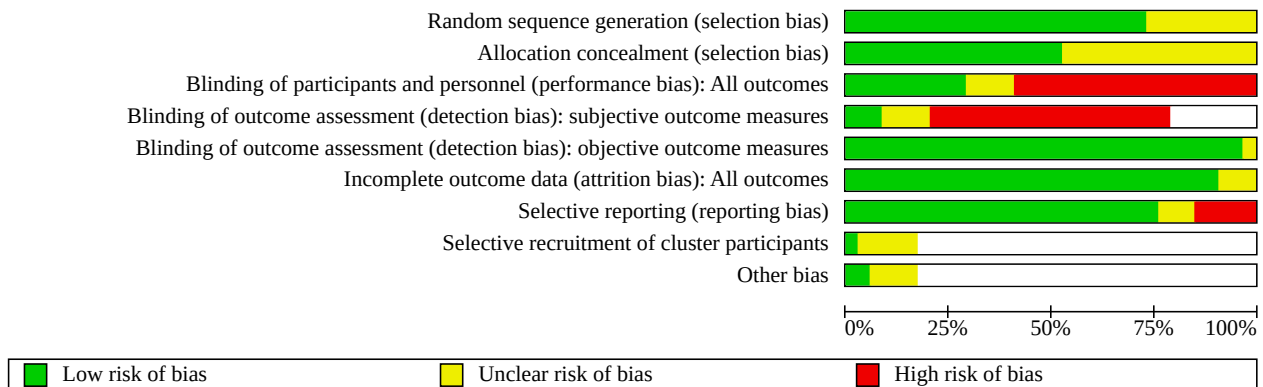 Random sequence generation (selection bias)
Allocation concealment (selection bias)
Blinding of participants and personnel (performance bias): All outcomes
Blinding of outcome assessment (detection bias): subjective outcome measures
Blinding of outcome assessment (detection bias): objective outcome measures
Incomplete outcome data (attrition bias): All outcomes
Selective reporting (reporting bias)
Selective recruitment of cluster participants
Other bias
0% 25% 50% 75% 100%
Low risk of bias Unclear risk of bias High risk of bias